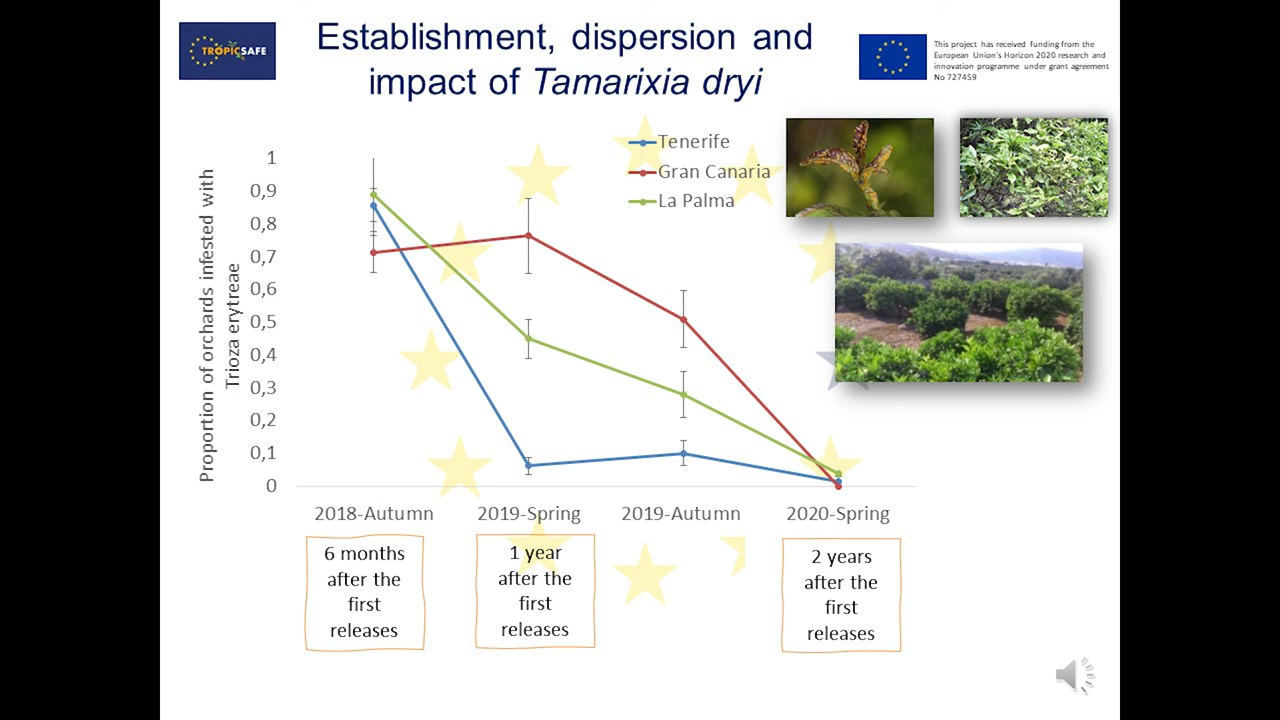 TROPICSAFE
Establishment, dispersion and
impact of Tamarixia dryi
This project has received funding from the
European Union's Horizon 2020 research and
innovation programme under grant agreement
No 727459
Tenerife
Gran Canaria
La Palma
Proportion of orchards infested with
Trioza erytreae
1
0,9
0,8
0,7
0,6
0,5
0,4
0,3
0,2
0,1
0
2018-Autumn
2019-Spring
2019-Autumn
2020-Spring
6 months
after the
first
releases
1 year
after the
first
releases
2 years
after the
first
releases